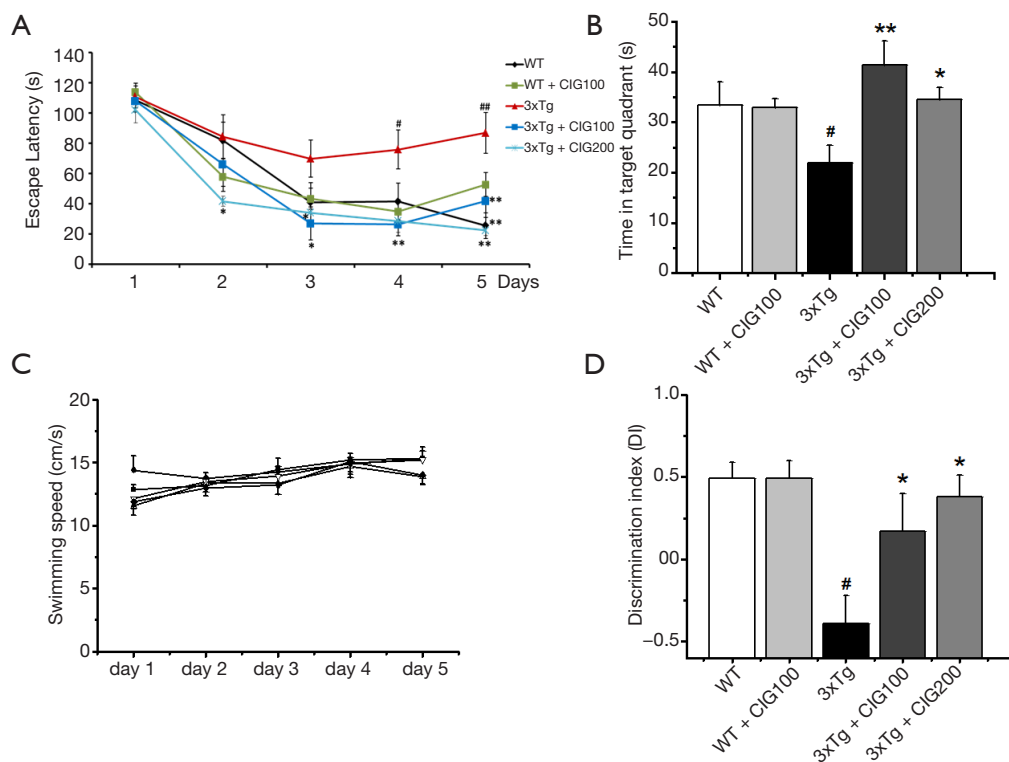 A
Escape Latency (s)
140
120
100
80
60
40
20
0
1 2 3 4 5 Days
WT
WT + CIG100
3xTg
3xTg + CIG100
3xTg + CIG200
#
##
*
*
*
**
**
**
**
B
Time in target quadrant (s)
50
40
30
20
10
0
#
**
*
WT
WT + CIG100
3xTg
3xTg + CIG100
3xTg + CIG200
C
Swimming speed (cm/s)
20
15
10
5
0
day 1 day 2 day 3 day 4 day 5
D
Discrimination index (DI)
1.0
0.5
00
−0.5
#
*
*
WT
WT + CIG100
3xTg
3xTg + CIG100
3xTg + CIG200